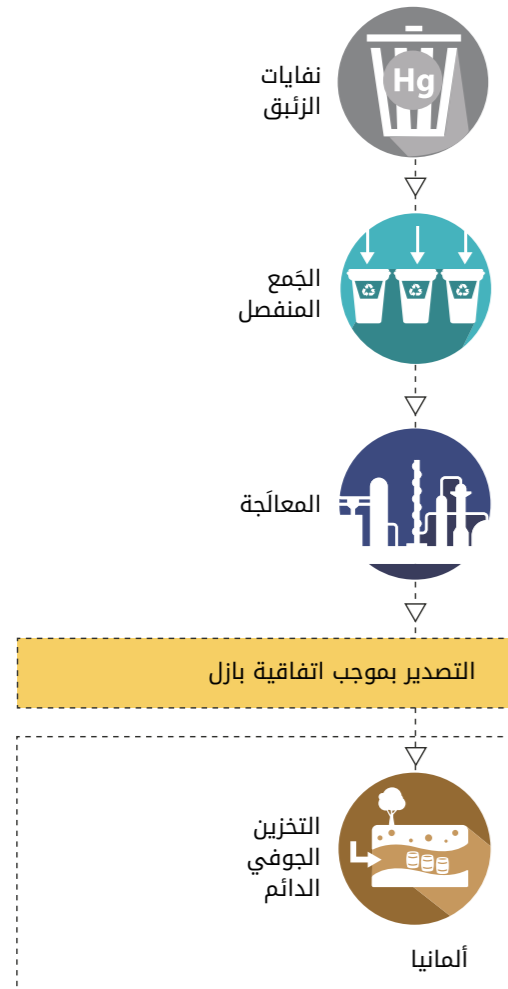 نفايات
الزئبق
Hg
الجَمع
المنفصل
المعالَجة
التصدير بموجب اتفاقية بازل
التخزين
الجوفي
الدائم
ألمانيا